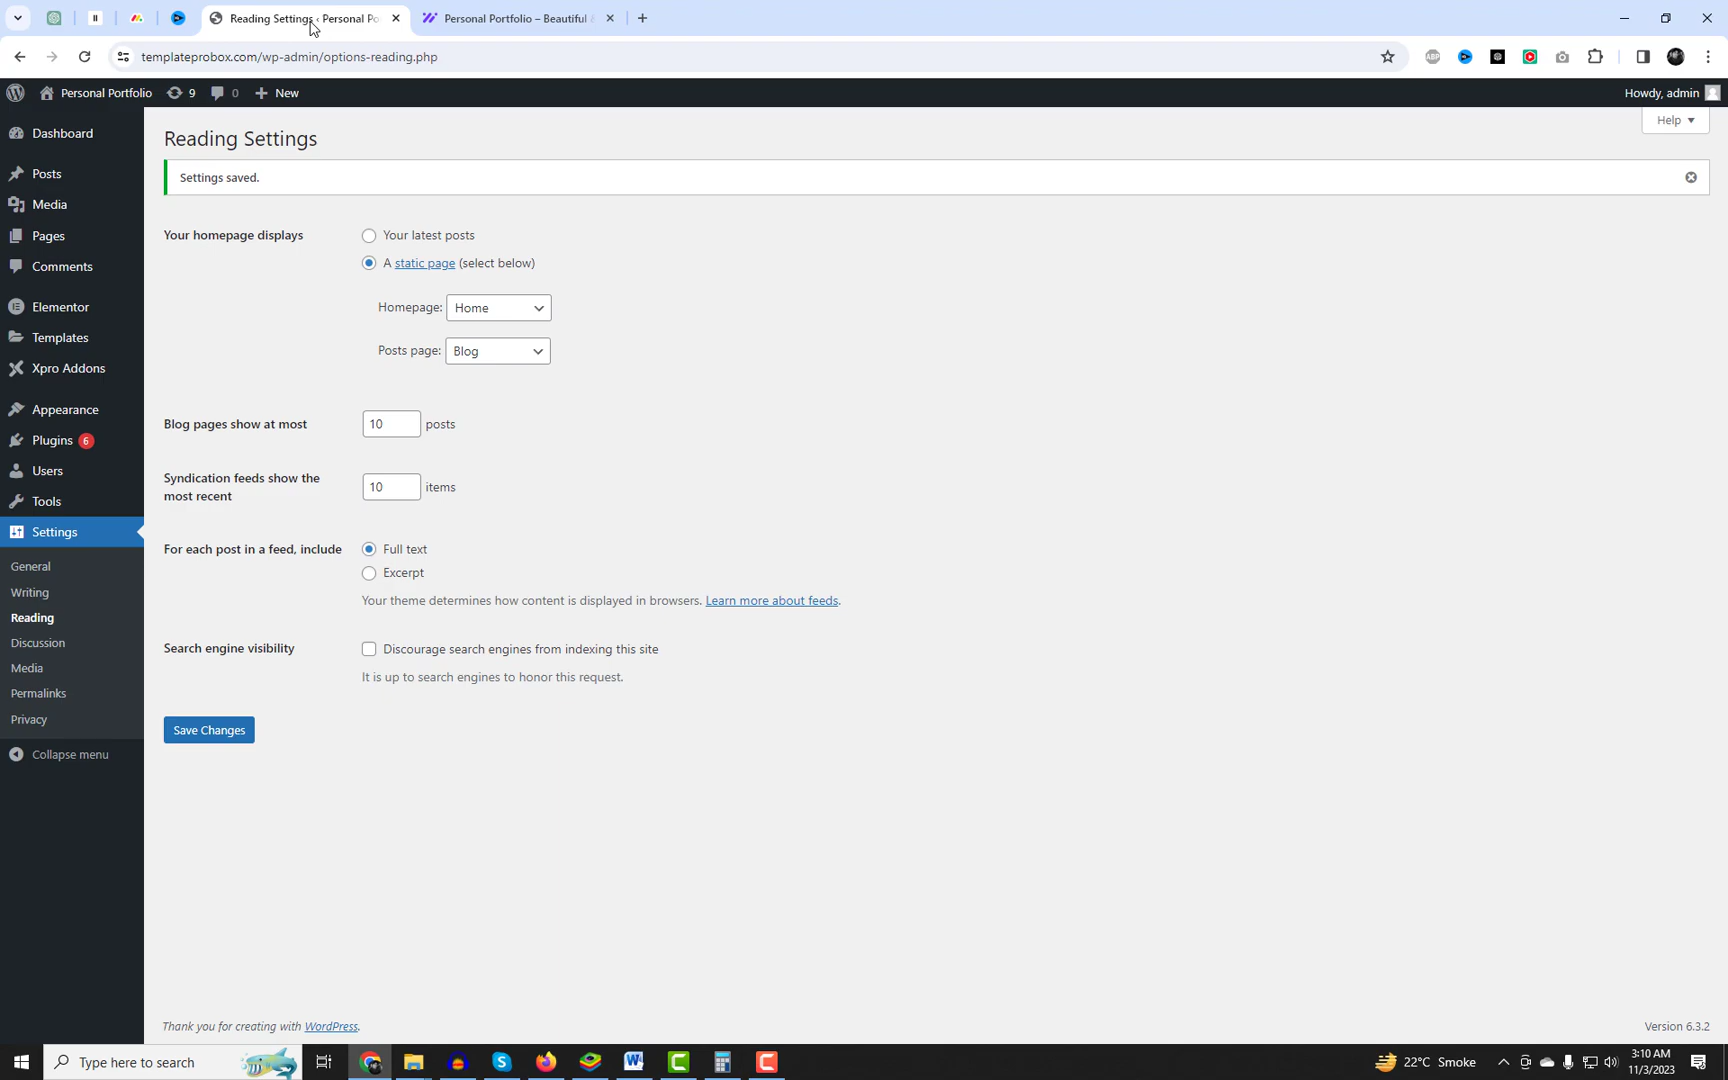 Reading Settings ‹ Personal Po
Personal Portfolio – Beautiful
templateprobox.com/wp-admin/options-reading.php
Personal Portfolio
9
0
New
Howdy, admin
Help
Dashboard
Posts
Media
Pages
Comments
Elementor
Templates
Xpro Addons
Appearance
Plugins 6
Users
Tools
Settings
General
Writing
Reading
Discussion
Media
Permalinks
Privacy
Collapse menu
Reading Settings
Settings saved.
Your homepage displays
Your latest posts
A static page (select below)
Homepage: Home
Posts page: Blog
Blog pages show at most
10 posts
Syndication feeds show the
most recent
10 items
For each post in a feed, include
Full text
Excerpt
Your theme determines how content is displayed in browsers. Learn more about feeds.
Search engine visibility
Discourage search engines from indexing this site
It is up to search engines to honor this request.
Save Changes
Thank you for creating with WordPress.
Version 6.3.2
Type here to search
22°C Smoke
3:10 AM
11/3/2023